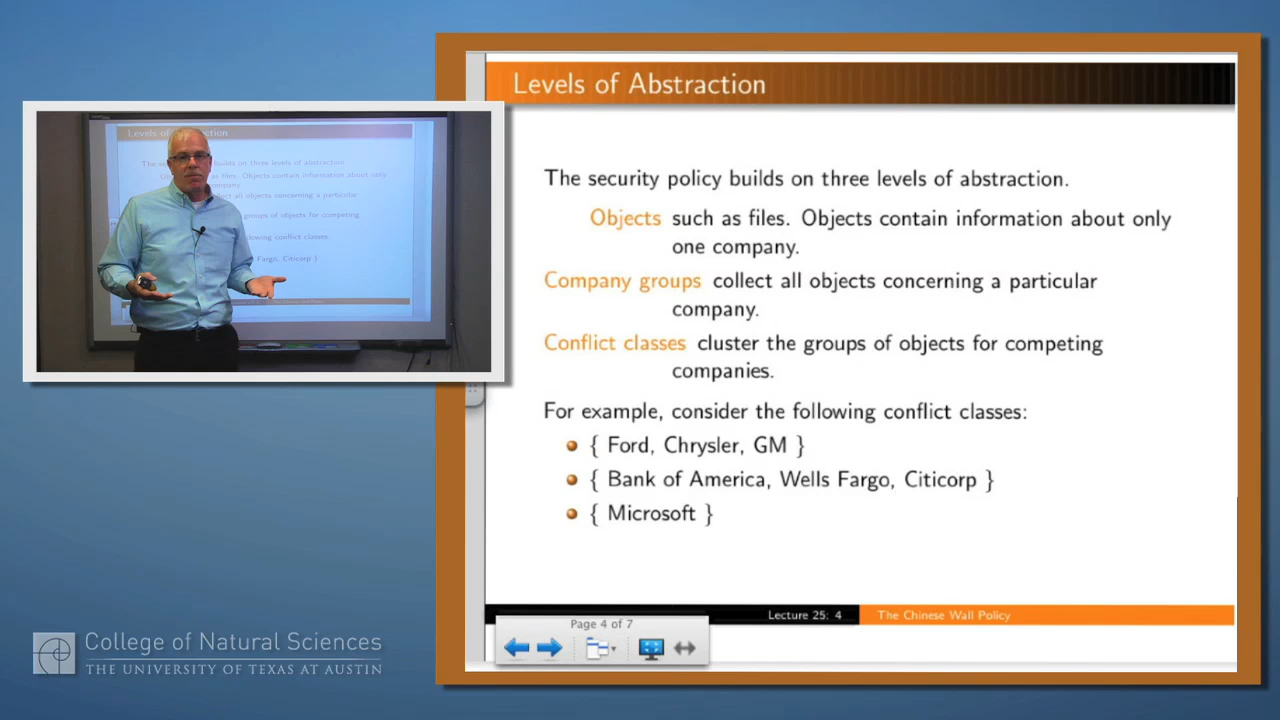 Levels of Abstraction
The security policy builds on three levels of abstraction.
Objects such as files. Objects contain information about only
one company.
Company groups collect all objects concerning a particular
company.
Conflict classes cluster the groups of objects for competing
companies.
For example, consider the following conflict classes:
{ Ford, Chrysler, GM }
{ Bank of America, Wells Fargo, Citicorp }
{ Microsoft }
Lecture 25: 4 The Chinese Wall Policy
Page 4 of 7
College of Natural Sciences
THE UNIVERSITY OF TEXAS AT AUSTIN